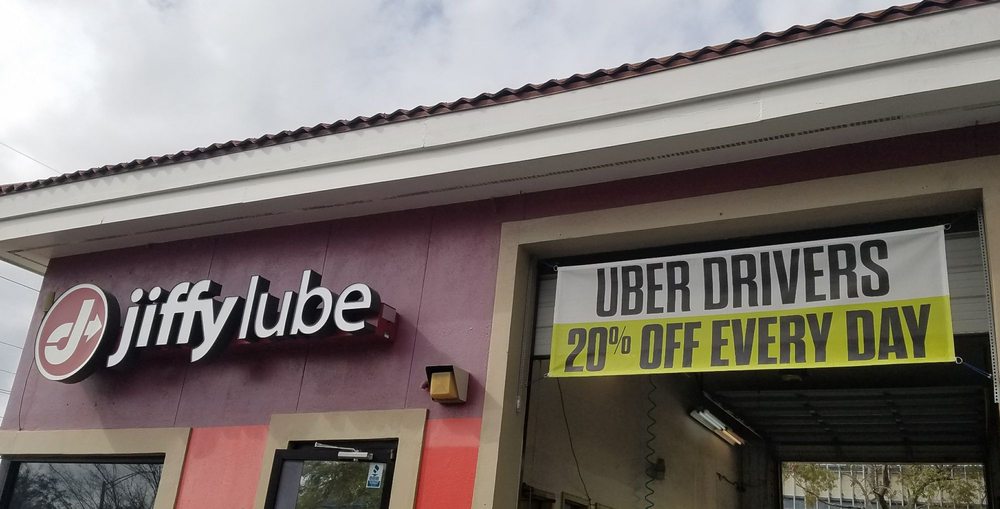 jiffy lube
UBER DRIVERS
20% OFF EVERY DAY